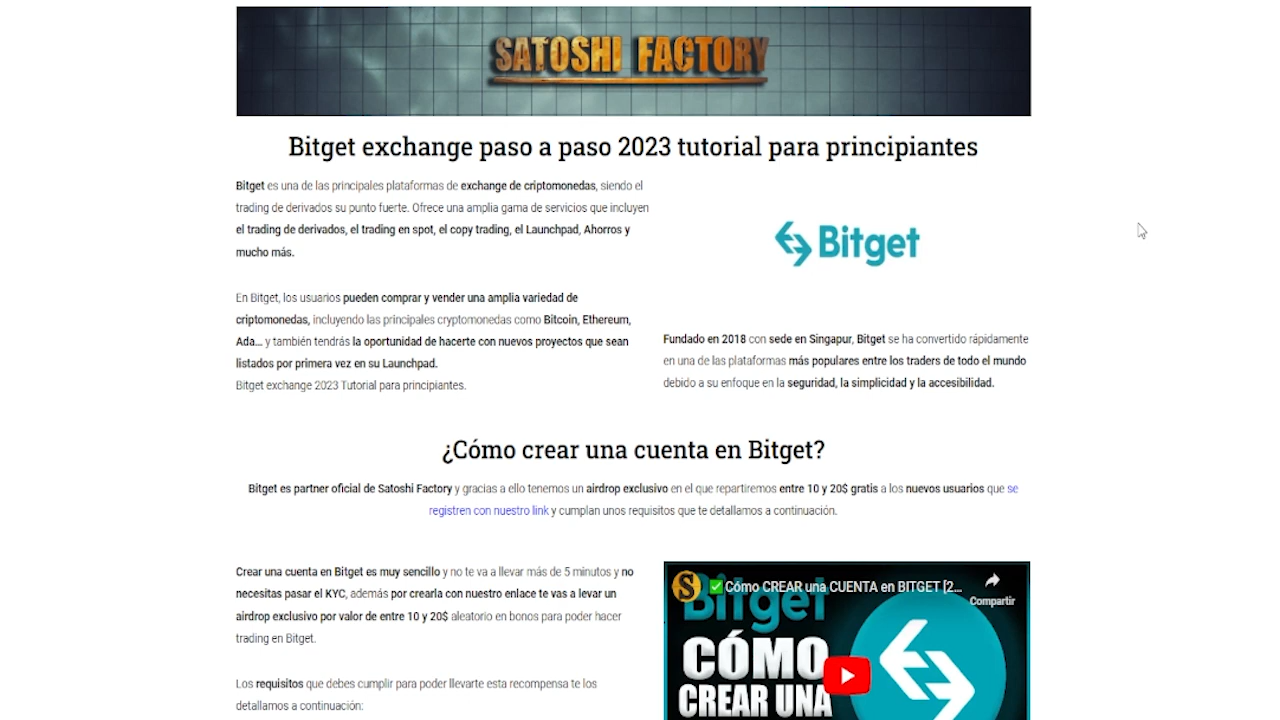 SATOSHI FACTORY
Bitget exchange paso a paso 2023 tutorial para principiantes
Bitget es una de las principales plataformas de exchange de criptomonedas, siendo el
trading de derivados su punto fuerte. Ofrece una amplia gama de servicios que incluyen
el trading de derivados, el trading en spot, el copy trading, el Launchpad, Ahorros y
mucho más.
En Bitget, los usuarios pueden comprar y vender una amplia variedad de
criptomonedas, incluyendo las principales cryptomonedas como Bitcoin, Ethereum,
Ada... y también tendrás la oportunidad de hacerte con nuevos proyectos que sean
listados por primera vez en su Launchpad.
Bitget exchange 2023 Tutorial para principiantes.
Bitget
Fundado en 2018 con sede en Singapur, Bitget se ha convertido rápidamente
en una de las plataformas más populares entre los traders de todo el mundo
debido a su enfoque en la seguridad, la simplicidad y la accesibilidad.
¿Cómo crear una cuenta en Bitget?
Bitget es partner oficial de Satoshi Factory y gracias a ello tenemos un airdrop exclusivo en el que repartiremos entre 10 y 20$ gratis a los nuevos usuarios que se
registren con nuestro link y cumplan unos requisitos que te detallamos a continuación.
Crear una cuenta en Bitget es muy sencillo y no te va a llevar más de 5 minutos y no
necesitas pasar el KYC, además por crearla con nuestro enlace te vas a llevar un
airdrop exclusivo por valor de entre 10 y 20$ aleatorio en bonos para poder hacer
trading en Bitget.
Los requisitos que debes cumplir para poder llevarte esta recompensa te los
detallamos a continuación:
S
Cómo CREAR una CUENTA en BITGET [2...
Compartir
Bitget
CÓMO
CREAR UNA